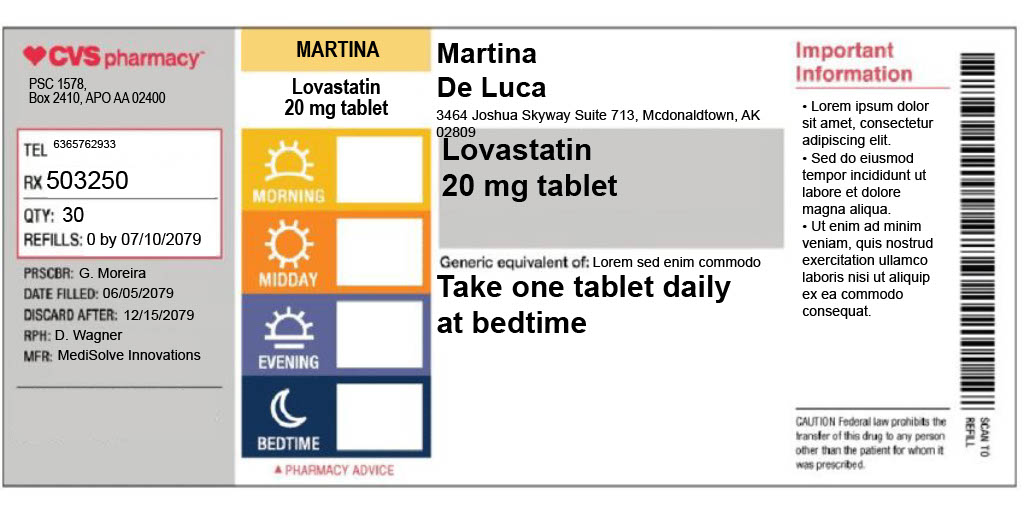 CVS pharmacy
PSC 1578,
Box 2410, APO AA 02400
TEL 6365762933
RX 503250
QTY: 30
REFILLS: 0 by 07/10/2079
PRSCBR: G. Moreira
DATE FILLED: 06/05/2079
DISCARD AFTER: 12/15/2079
RPH: D. Wagner
MFR: MediSolve Innovations
MARTINA
Lovastatin
20 mg tablet
MORNING
MIDDAY
EVENING
BEDTIME
▲ PHARMACY ADVICE
Martina
De Luca
3464 Joshua Skyway Suite 713, Mcdonaldtown, AK
02809
Lovastatin
20 mg tablet
Generic equivalent of: Lorem sed enim commodo
Take one tablet daily
at bedtime
Important
Information
• Lorem ipsum dolor
sit amet, consectetur
adipiscing elit.
• Sed do eiusmod
tempor incididunt ut
labore et dolore
magna aliqua.
• Ut enim ad minim
veniam, quis nostrud
exercitation ullamco
laboris nisi ut aliquip
ex ea commodo
consequat.
CAUTION Federal law prohibits the
transfer of this drug to any person
other than the patient for whom it
was prescribed.
SCAN TO
REFILL